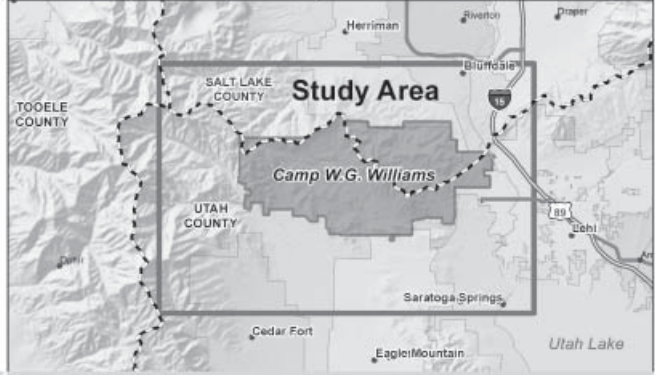 Herriman
Riverton
Draper
Bluffdale
SALT LAKE
COUNTY
Study Area
15
TOOELE
COUNTY
Camp W.G. Williams
UTAH
COUNTY
89
Lehi
Saratoga Springs
Cedar Fort
Eagle Mountain
Utah Lake